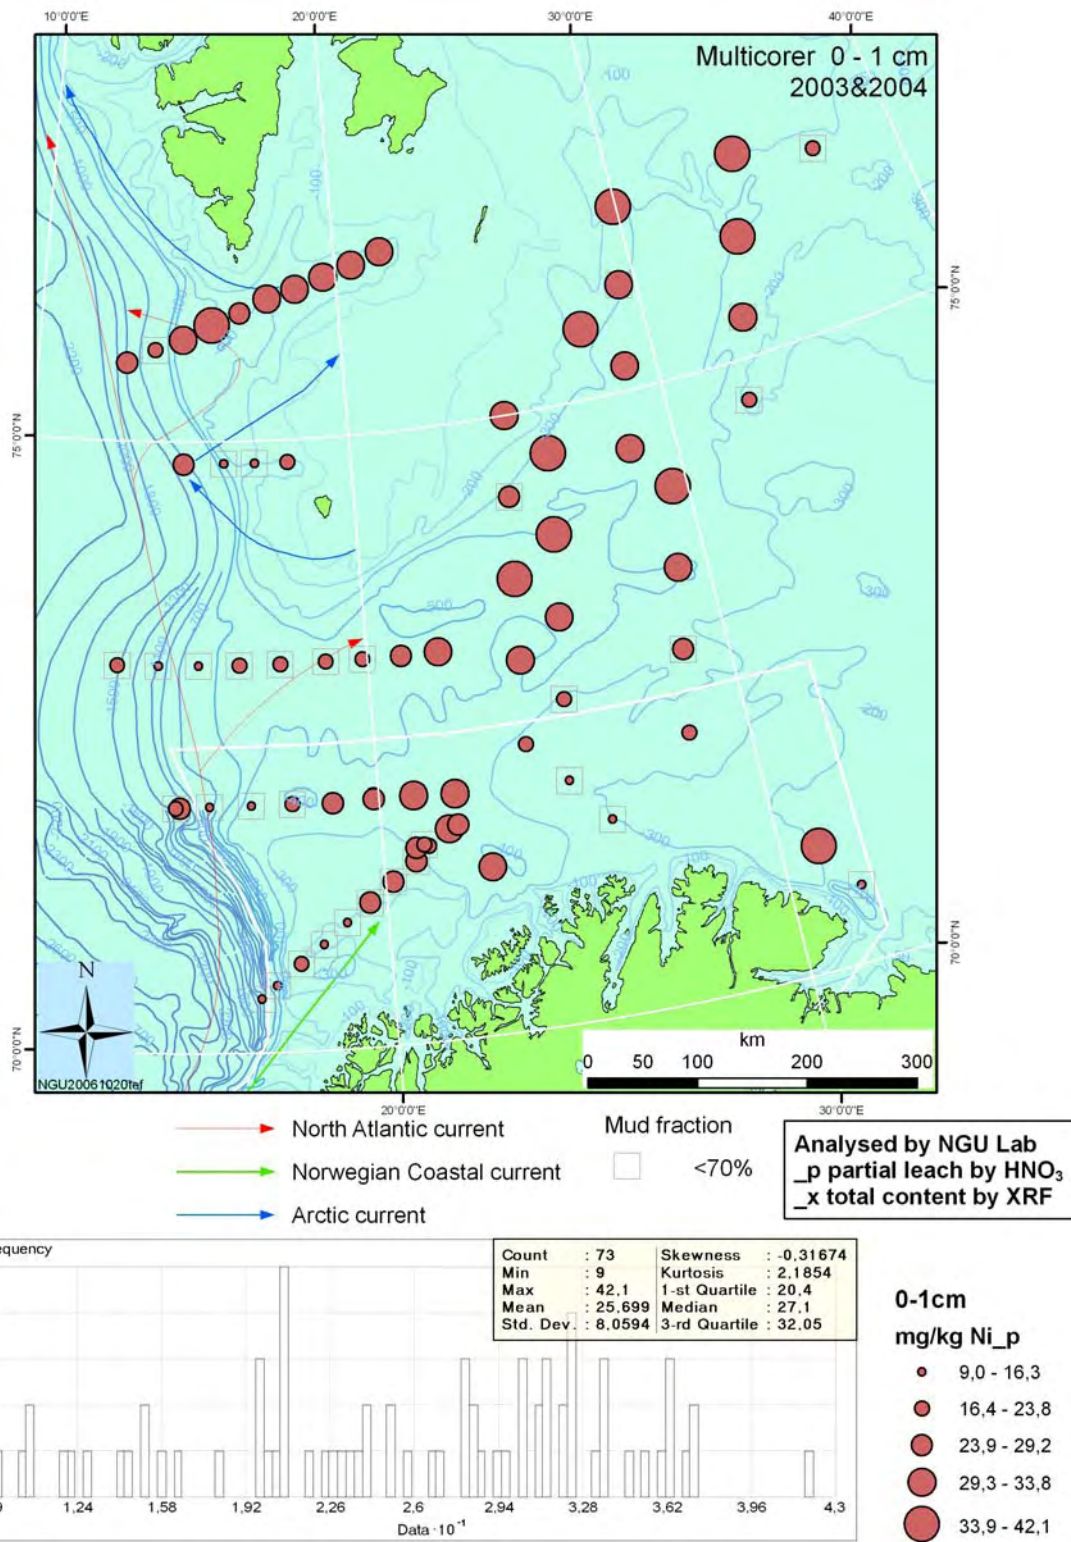 10°0'0"E 20°0'0"E 30°0'0"E 40°0'0"E
Multicorer 0 - 1 cm
2003&2004
75°0'0"N
75°0'0"N
70°0'0"N
70°0'0"N
N
NGU20061020tef
km
0 50 100 200 300
20°0'0"E 30°0'0"E
North Atlantic current
Norwegian Coastal current
Arctic current
Mud fraction
<70%
Analysed by NGU Lab
_p partial leach by HNO₃
_x total content by XRF
equency
Count : 73 Skewness : -0,31674
Min : 9 Kurtosis : 2,1854
Max : 42,1 1-st Quartile : 20,4
Mean : 25,699 Median : 27,1
Std. Dev. : 8,0594 3-rd Quartile : 32,05
9 1,24 1,58 1,92 2,26 2,6 2,94 3,28 3,62 3,96 4,3
Data · 10⁻¹
0-1cm
mg/kg Ni_p
9,0 - 16,3
16,4 - 23,8
23,9 - 29,2
29,3 - 33,8
33,9 - 42,1